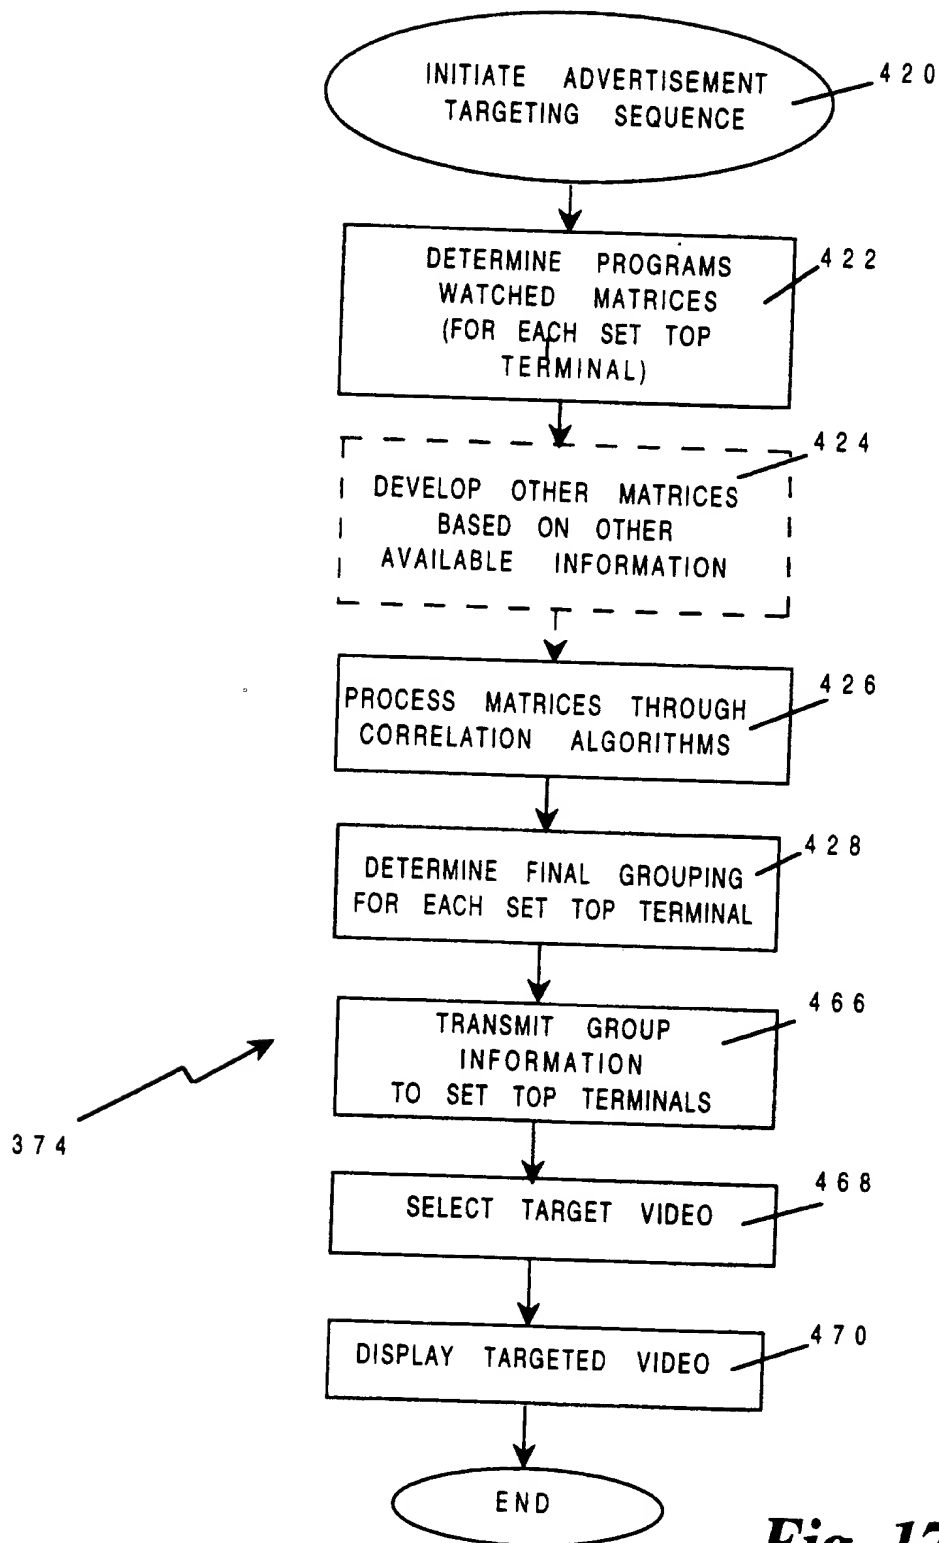 INITIATE ADVERTISEMENT
TARGETING SEQUENCE
420
DETERMINE PROGRAMS
WATCHED MATRICES
(FOR EACH SET TOP
TERMINAL)
422
424
DEVELOP OTHER MATRICES
BASED ON OTHER
AVAILABLE INFORMATION
426
PROCESS MATRICES THROUGH
CORRELATION ALGORITHMS
428
DETERMINE FINAL GROUPING
FOR EACH SET TOP TERMINAL
466
TRANSMIT GROUP
INFORMATION
TO SET TOP TERMINALS
374
468
SELECT TARGET VIDEO
470
DISPLAY TARGETED VIDEO
END
Fig.